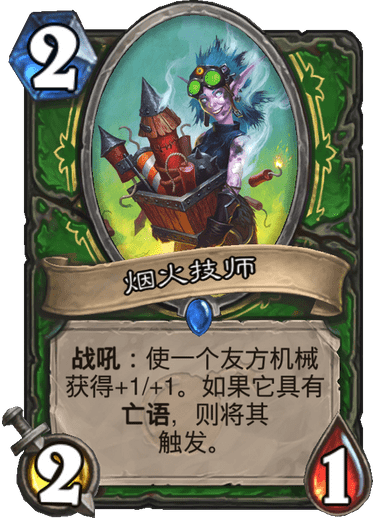 2
烟火技师
战吼：使一个友方机械
获得+1/+1。如果它具有
亡语，则将其
触发。
2
1